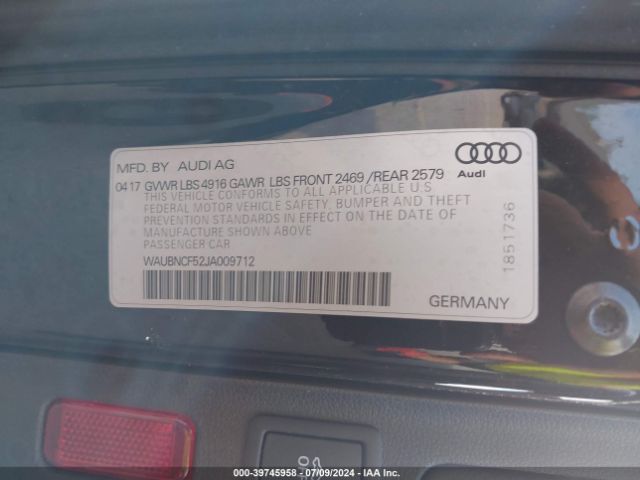 MFD. BY AUDI AG
Audi
0417 GVWR LBS 4916 GAWR LBS FRONT 2469 / REAR 2579
THIS VEHICLE CONFORMS TO ALL APPLICABLE U.S.
FEDERAL MOTOR VEHICLE SAFETY, BUMPER AND THEFT
PREVENTION STANDARDS IN EFFECT ON THE DATE OF
MANUFACTURE SHOWN ABOVE
PASSENGER CAR
WAUBNCF52JA009712
GERMANY
1851736
000-39745958 - 07/09/2024 - IAA Inc.